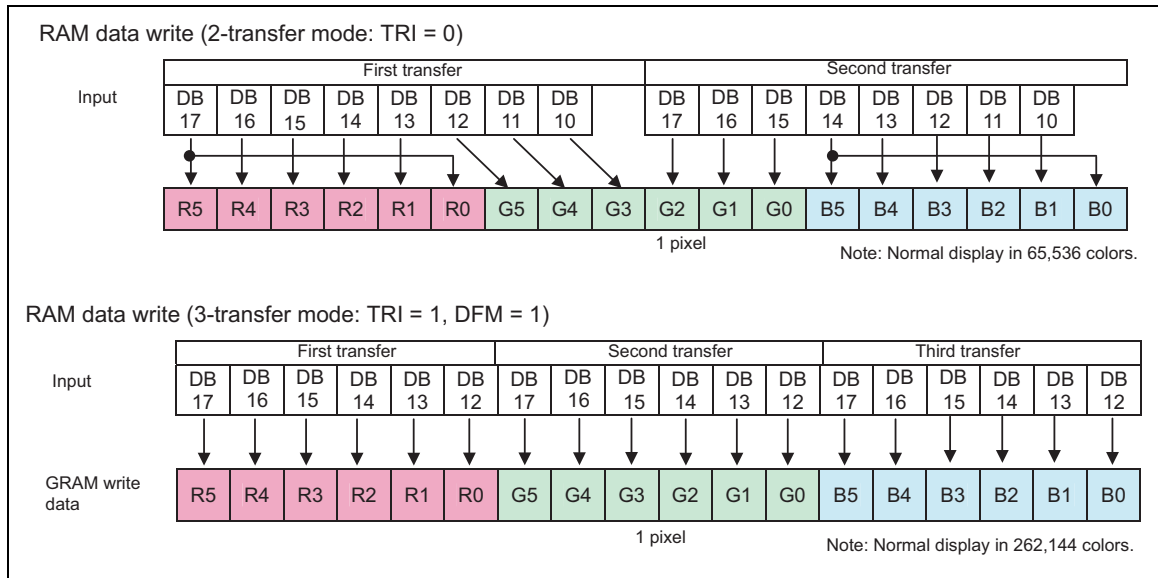 RAM data write (2-transfer mode: TRI = 0)
First transfer Second transfer
Input
DB DB DB DB DB DB DB DB DB DB DB DB DB DB DB DB
17 16 15 14 13 12 11 10 17 16 15 14 13 12 11 10
R5 R4 R3 R2 R1 R0 G5 G4 G3 G2 G1 G0 B5 B4 B3 B2 B1 B0
1 pixel
Note: Normal display in 65,536 colors.
RAM data write (3-transfer mode: TRI = 1, DFM = 1)
First transfer Second transfer Third transfer
Input
DB DB DB DB DB DB DB DB DB DB DB DB DB DB DB DB DB DB
17 16 15 14 13 12 17 16 15 14 13 12 17 16 15 14 13 12
GRAM write
data
R5 R4 R3 R2 R1 R0 G5 G4 G3 G2 G1 G0 B5 B4 B3 B2 B1 B0
1 pixel
Note: Normal display in 262,144 colors.